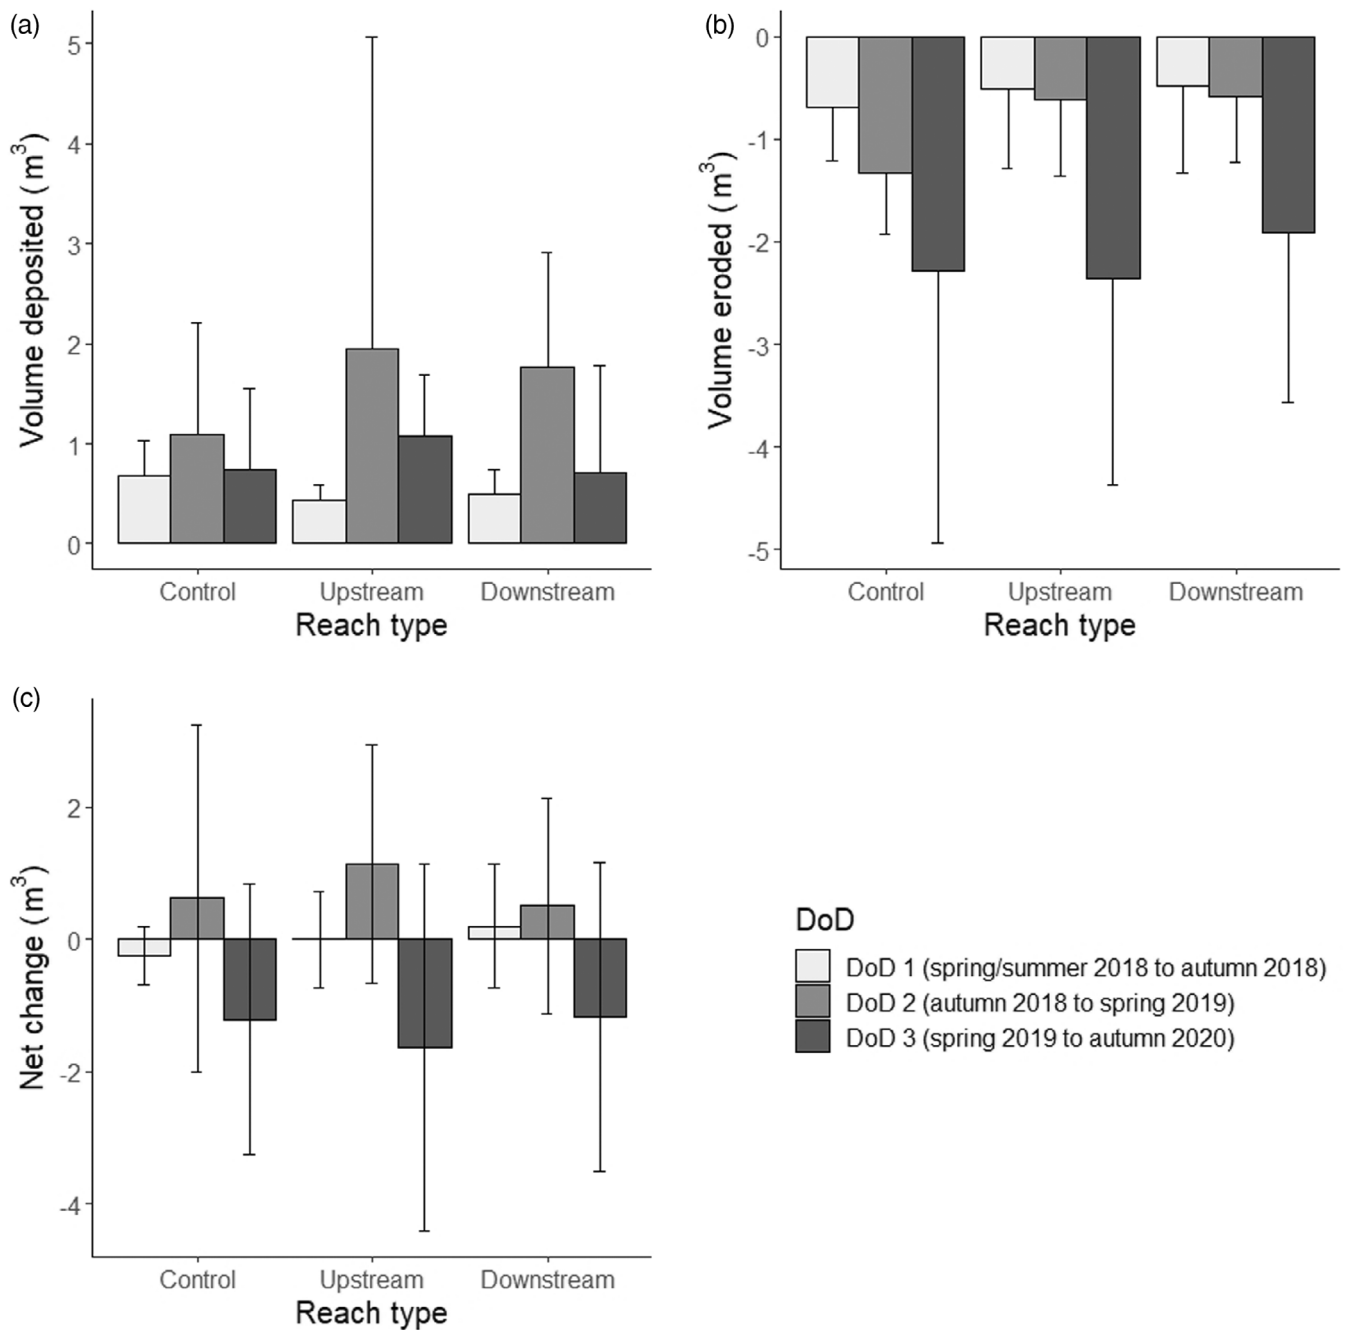 (a)
5
4
3
2
1
0
Volume deposited ( m³)
Control Upstream Downstream
Reach type
(b)
0
-1
-2
-3
-4
-5
Volume eroded ( m³)
Control Upstream Downstream
Reach type
(c)
2
0
-2
-4
Net change ( m³)
Control Upstream Downstream
Reach type
DoD
DoD 1 (spring/summer 2018 to autumn 2018)
DoD 2 (autumn 2018 to spring 2019)
DoD 3 (spring 2019 to autumn 2020)